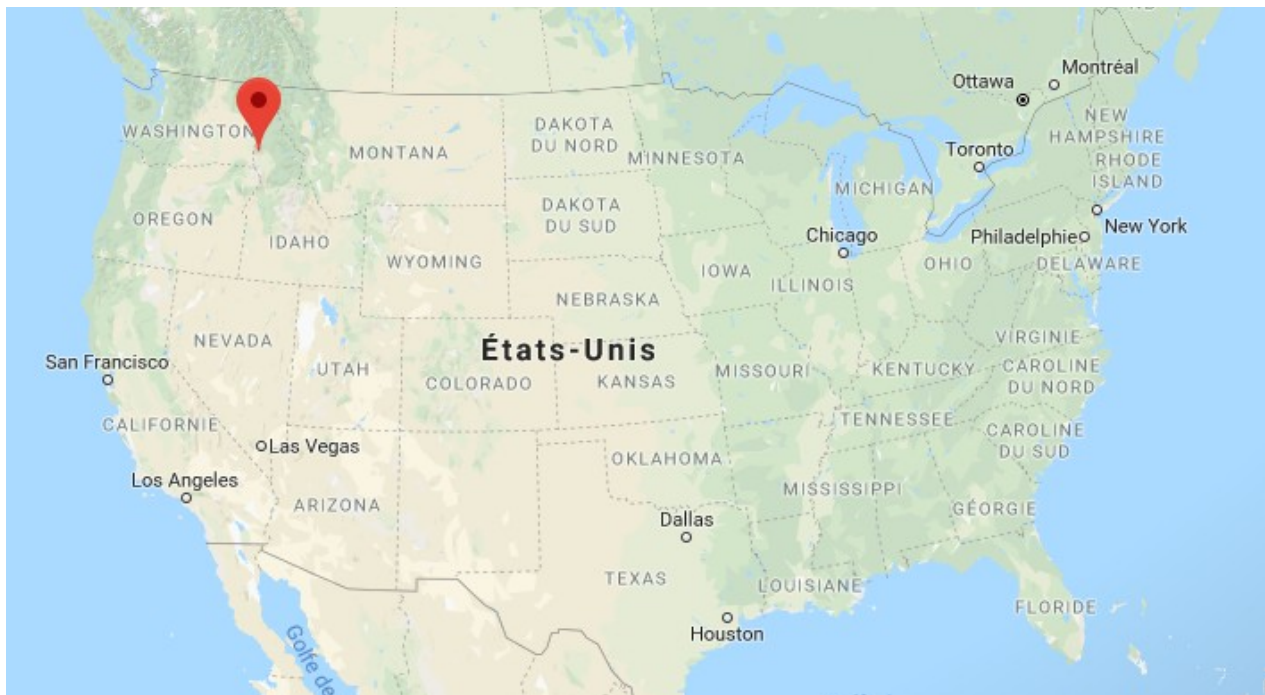 Ottawa
Montréal
NEW
HAMPSHIRE
WASHINGTON
DAKOTA
DU NORD
MONTANA
MINNESOTA
Toronto
RHODE
ISLAND
MICHIGAN
OREGON
DAKOTA
DU SUD
IDAHO
Chicago
Philadelphie
New York
WYOMING
IOWA
ILLINOIS
OHIO
DELAWARE
NEBRASKA
NEVADA
États-Unis
VIRGINIE
San Francisco
UTAH
COLORADO
KANSAS
MISSOURI
KENTUCKY
CAROLINE
DU NORD
CALIFORNIE
TENNESSEE
CAROLINE
DU SUD
Las Vegas
OKLAHOMA
Los Angeles
ARIZONA
MISSISSIPPI
GÉORGIE
Dallas
TEXAS
LOUISIANE
FLORIDE
Houston
Golfe de